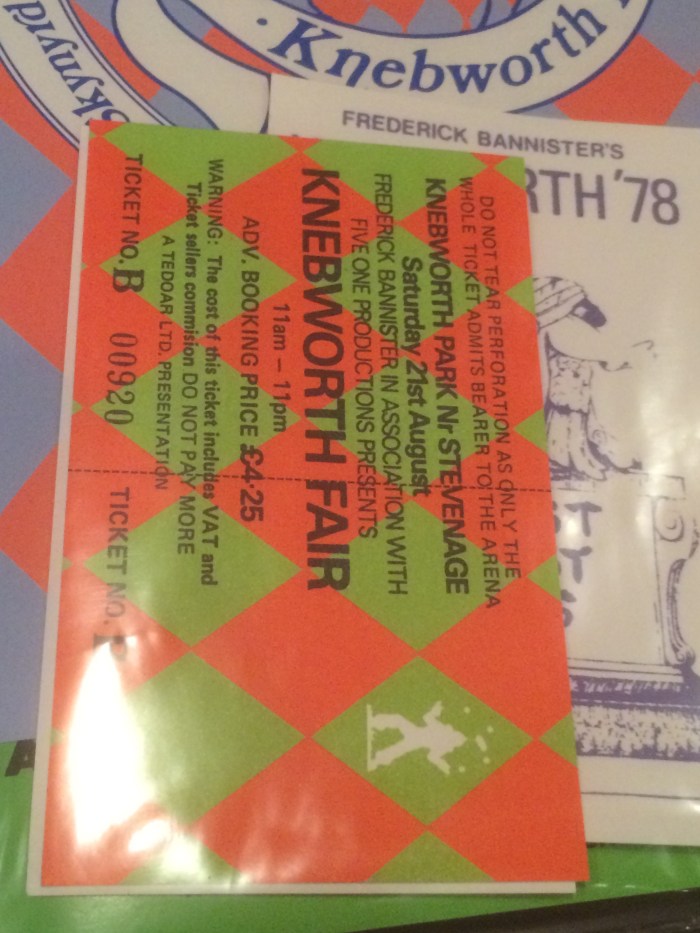 Knebworth
Skynyrd
FREDERICK BANNISTER'S
RTH '78
DO NOT TEAR PERFORATION AS ONLY THE
WHOLE TICKET ADMITS BEARER TO THE ARENA
KNEBWORTH PARK Nr STEVENAGE
Saturday 21st August
FREDERICK BANNISTER IN ASSOCIATION WITH
FIVE ONE PRODUCTIONS PRESENTS
KNEBWORTH FAIR
11am – 11pm
ADV. BOOKING PRICE £4·25
WARNING: The cost of this ticket includes VAT and
Ticket sellers commision DO NOT PAY MORE
A TEDOAR LTD. PRESENTATION
TICKET NO. B 00920 TICKET NO.